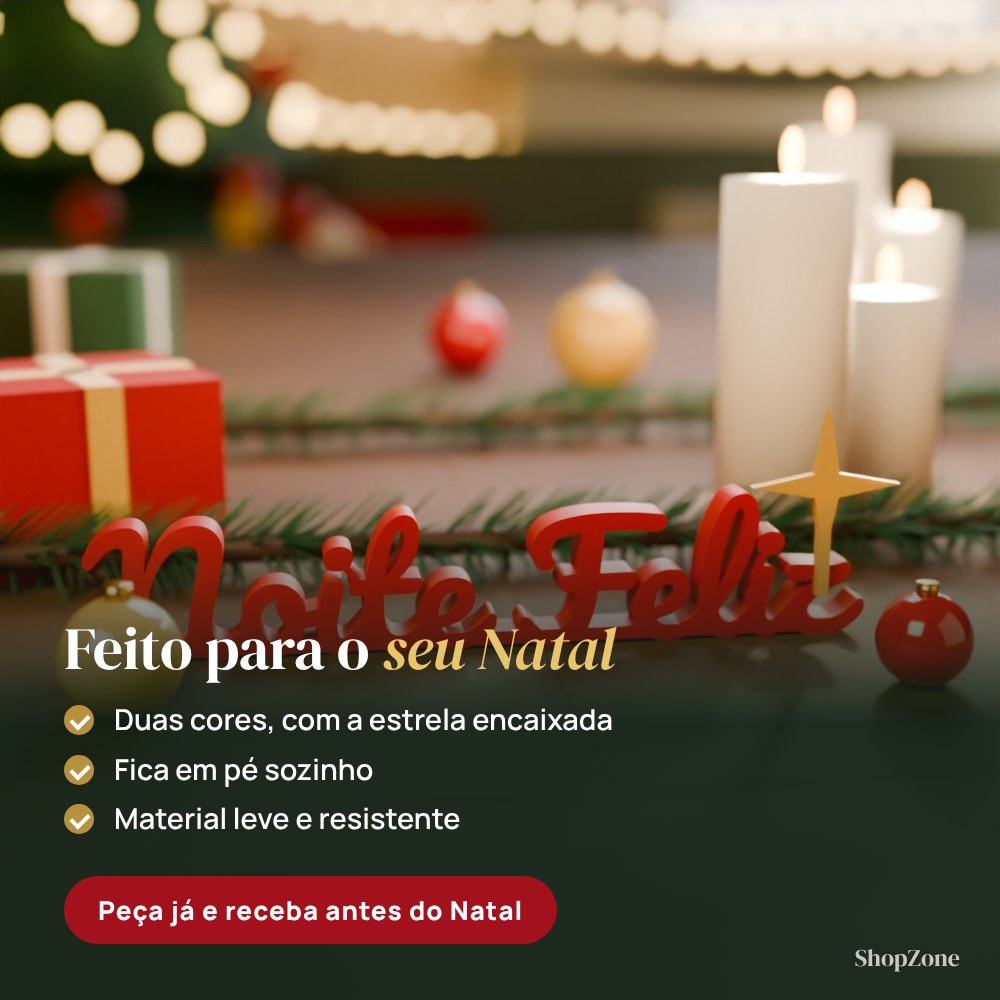 Noite Feliz
Feito para o seu Natal
Duas cores, com a estrela encaixada
Fica em pé sozinho
Material leve e resistente
Peça já e receba antes do Natal
ShopZone